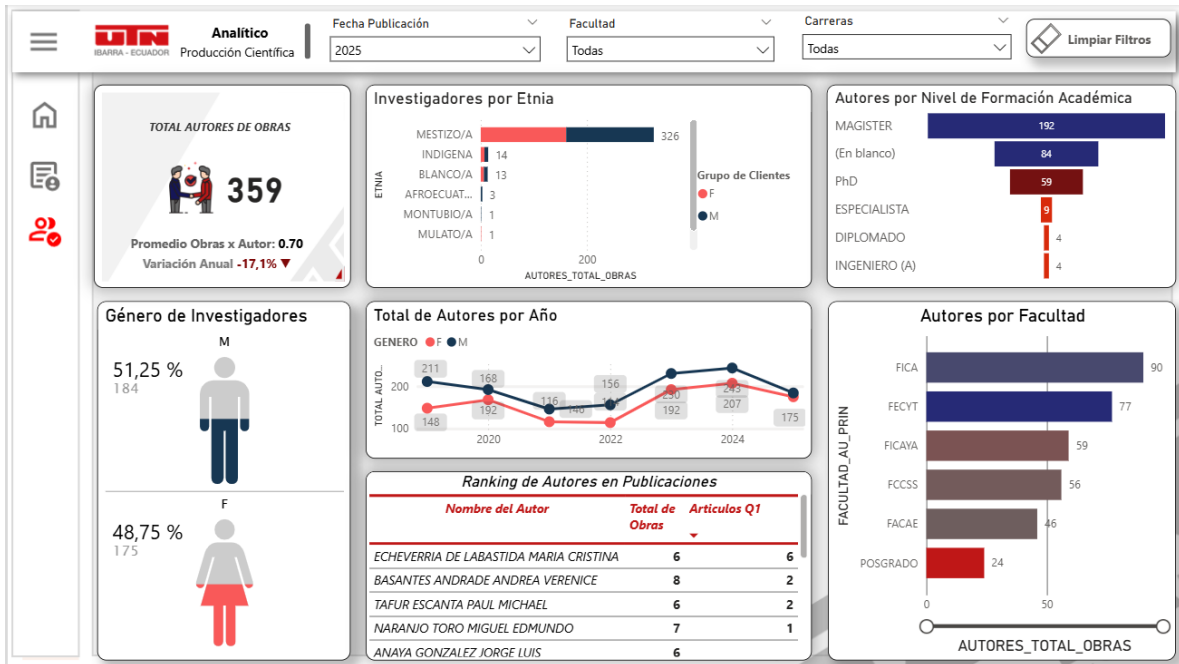 UTN
IBARRA - ECUADOR
Analítico
Producción Científica
Fecha Publicación
2025
Facultad
Todas
Carreras
Todas
Limpiar Filtros
TOTAL AUTORES DE OBRAS
359
Promedio Obras x Autor: 0.70
Variación Anual -17,1% ▼
Investigadores por Etnia
ETNIA
MESTIZO/A 326
INDIGENA 14
BLANCO/A 13
AFROECUAT... 3
MONTUBIO/A 1
MULATO/A 1
0 200
AUTORES_TOTAL_OBRAS
Grupo de Clientes
F
M
Autores por Nivel de Formación Académica
MAGISTER 192
(En blanco) 84
PhD 59
ESPECIALISTA 9
DIPLOMADO 4
INGENIERO (A) 4
Género de Investigadores
M
51,25 %
184
F
48,75 %
175
Total de Autores por Año
GENERO F M
TOTAL AUTO...
200
100
211 168 116 146 156 230 243
148 192 192 207 175
2020 2022 2024
Ranking de Autores en Publicaciones
Nombre del Autor Total de Obras Articulos Q1
ECHEVERRIA DE LABASTIDA MARIA CRISTINA 6 6
BASANTES ANDRADE ANDREA VERENICE 8 2
TAFUR ESCANTA PAUL MICHAEL 6 2
NARANJO TORO MIGUEL EDMUNDO 7 1
ANAYA GONZALEZ JORGE LUIS 6
Autores por Facultad
FACULTAD_AU_PRIN
FICA 90
FECYT 77
FICAYA 59
FCCSS 56
FACAE 46
POSGRADO 24
0 50
AUTORES_TOTAL_OBRAS